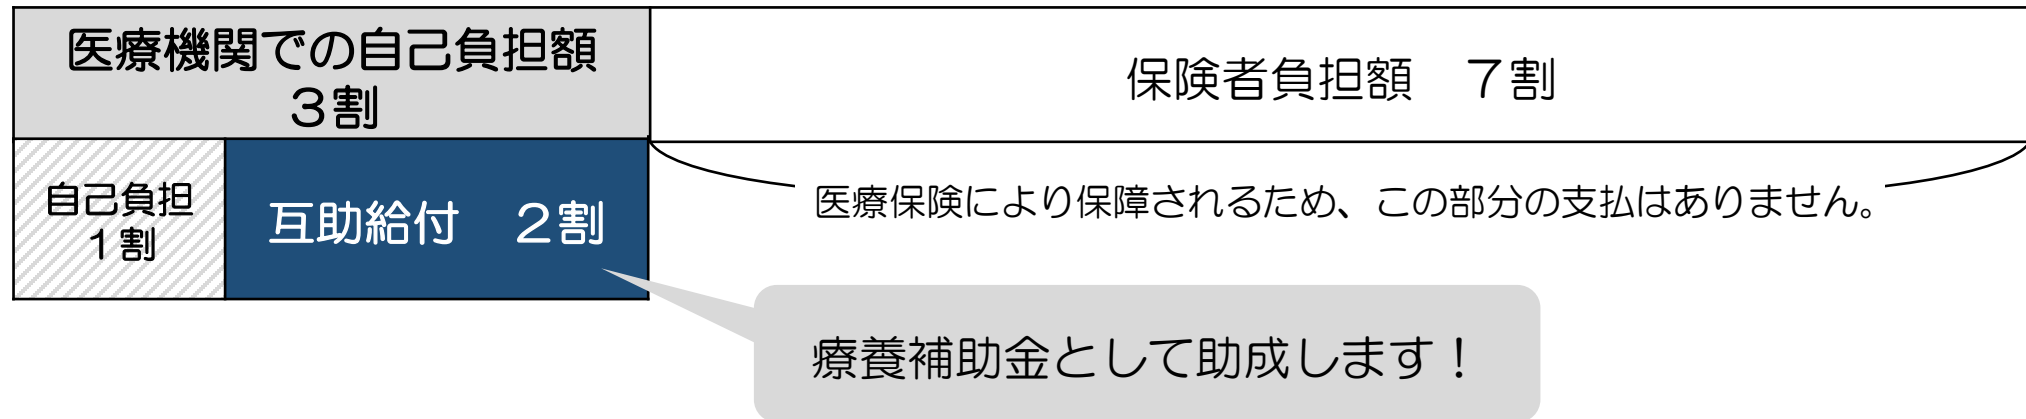 医療機関での自己負担額
３割
保険者負担額　７割
自己負担
１割
互助給付　２割
医療保険により保障されるため、この部分の支払はありません。
療養補助金として助成します！